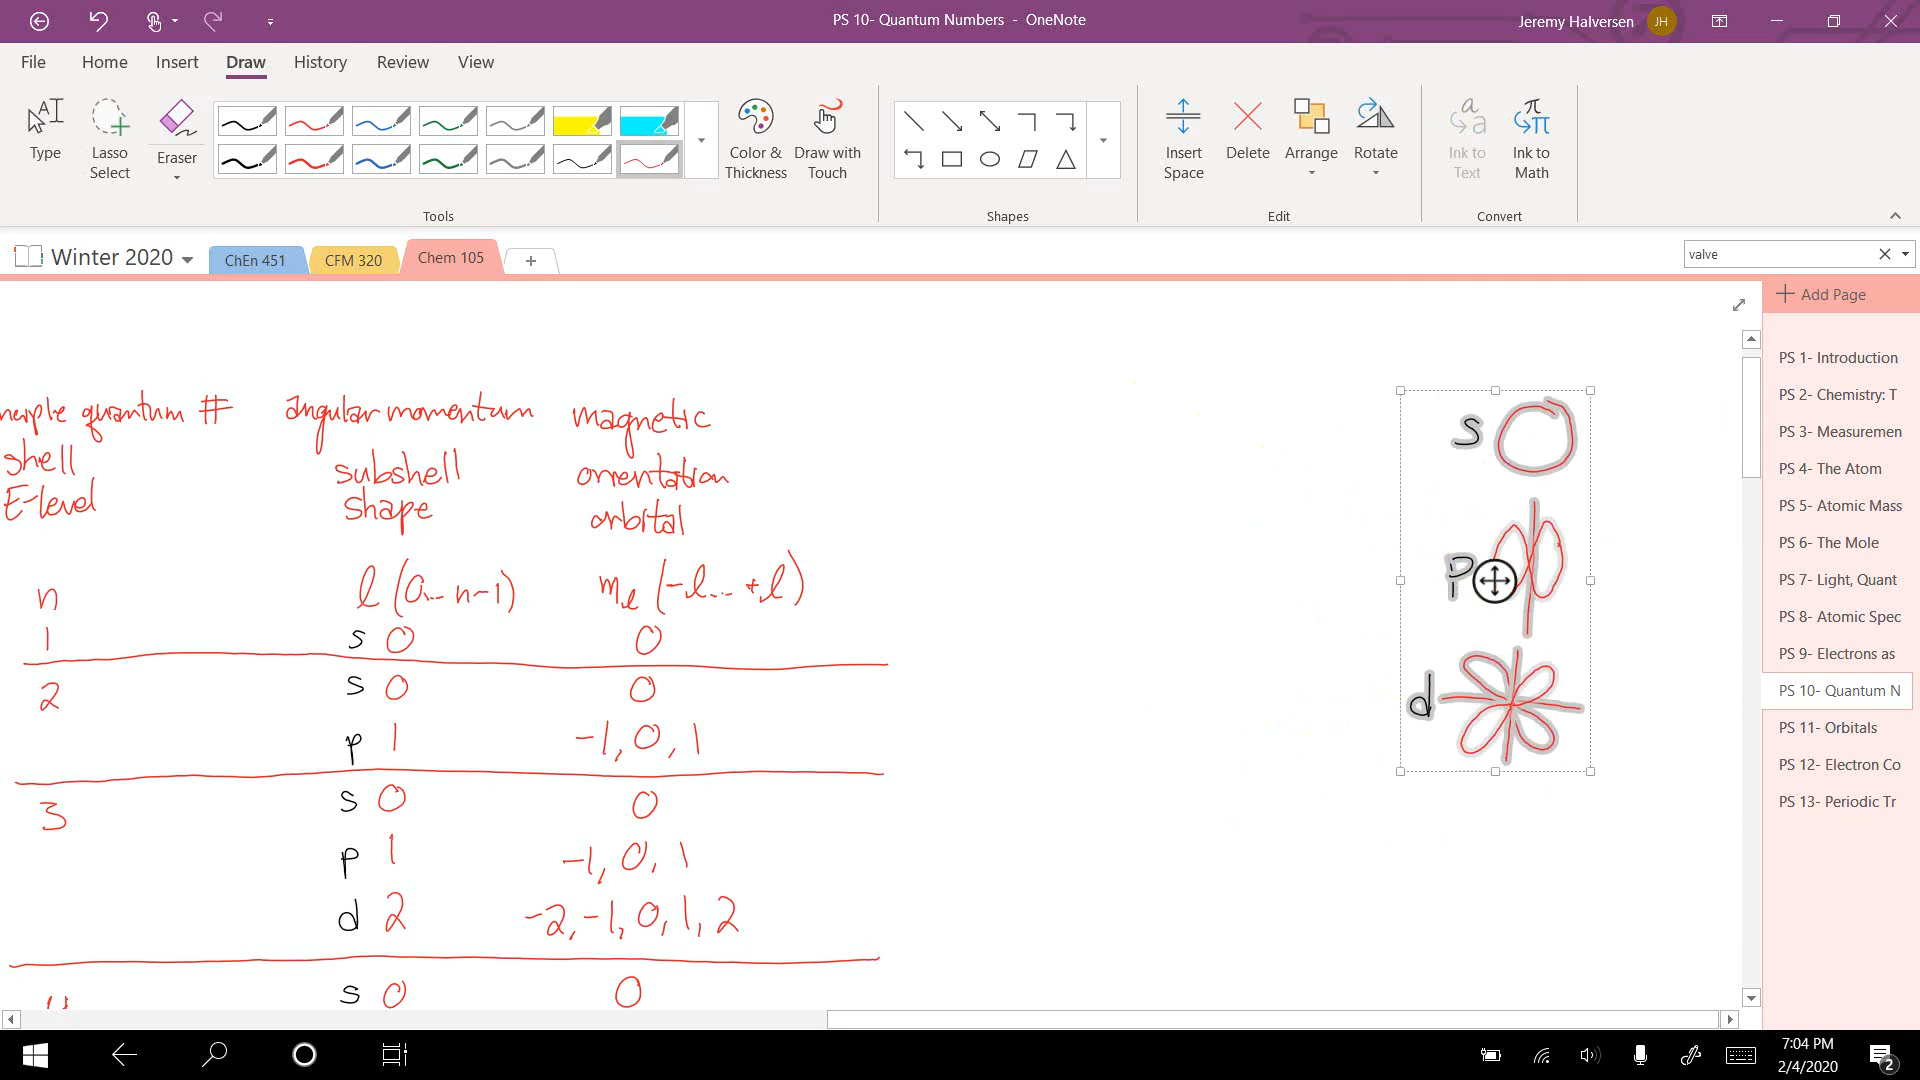 PS 10- Quantum Numbers - OneNote
Jeremy Halversen JH
File Home Insert Draw History Review View
Type
Lasso Select
Eraser
Color & Thickness
Draw with Touch
Insert Space
Delete
Arrange
Rotate
Ink to Text
Ink to Math
Tools
Shapes
Edit
Convert
Winter 2020
ChEn 451
CFM 320
Chem 105
+
valve
Add Page
PS 1- Introduction
PS 2- Chemistry: T
PS 3- Measuremen
PS 4- The Atom
PS 5- Atomic Mass
PS 6- The Mole
PS 7- Light, Quant
PS 8- Atomic Spec
PS 9- Electrons as
PS 10- Quantum N
PS 11- Orbitals
PS 12- Electron Co
PS 13- Periodic Tr
quantum # angular momentum magnetic
shell subshell orientation
E-level shape orbital
n l (0... n-1) ml (-l... +l)
1 s 0 0
2 s 0 0
p 1 -1, 0, 1
3 s 0 0
p 1 -1, 0, 1
d 2 -2, -1, 0, 1, 2
s 0 0
s
p
d
7:04 PM
2/4/2020
2